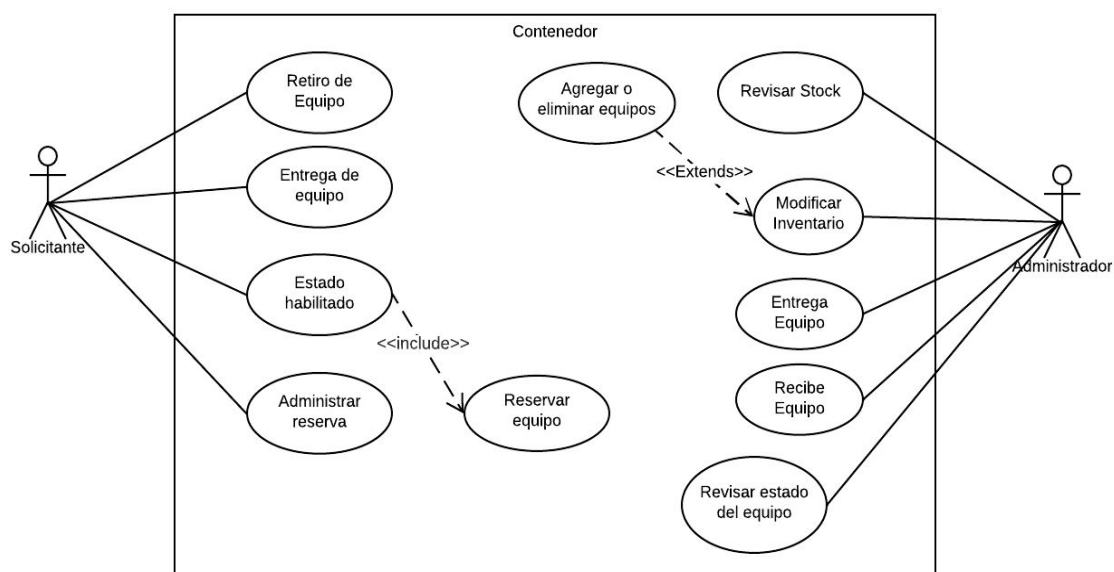 Contenedor
Retiro de
Equipo
Agregar o
eliminar equipos
Revisar Stock
<<Extends>>
Entrega de
equipo
Modificar
Inventario
Solicitante
Administrador
Estado
habilitado
Entrega
Equipo
<<include>>
Administrar
reserva
Reservar
equipo
Recibe
Equipo
Revisar estado
del equipo